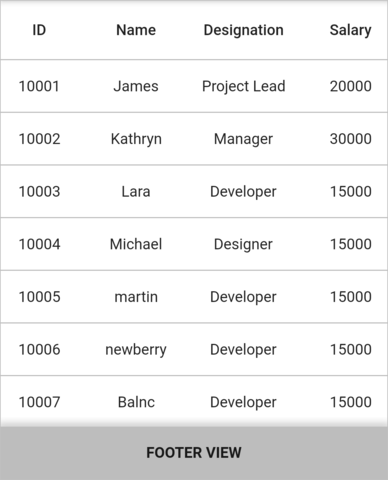 ID Name Designation Salary
10001 James Project Lead 20000
10002 Kathryn Manager 30000
10003 Lara Developer 15000
10004 Michael Designer 15000
10005 martin Developer 15000
10006 newberry Developer 15000
10007 Balnc Developer 15000
FOOTER VIEW